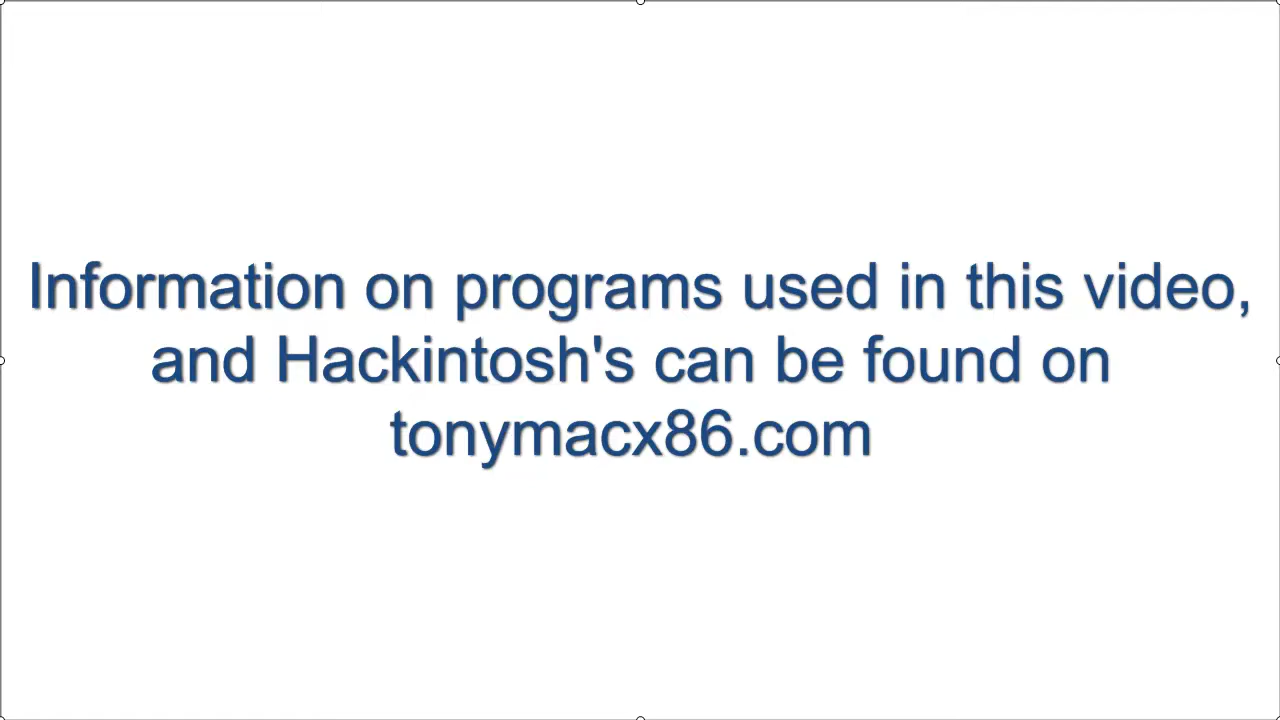 Information on programs used in this video,
and Hackintosh's can be found on
tonymacx86.com